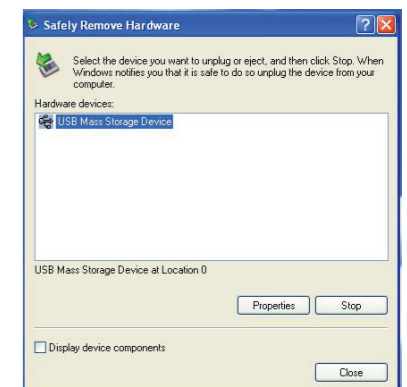 Safely Remove Hardware
Select the device you want to unplug or eject, and then click Stop. When
Windows notifies you that it is safe to do so unplug the device from your
computer.
Hardware devices:
USB Mass Storage Device
USB Mass Storage Device at Location 0
Properties Stop
Display device components
Close